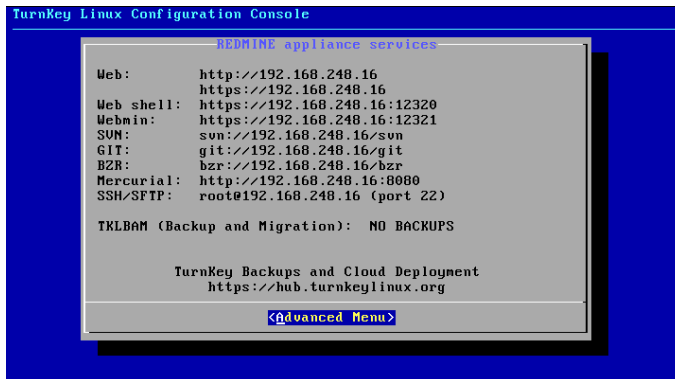 TurnKey Linux Configuration Console
REDMINE appliance services
Web: http://192.168.248.16
https://192.168.248.16
Web shell: https://192.168.248.16:12320
Webmin: https://192.168.248.16:12321
SVN: svn://192.168.248.16/svn
GIT: git://192.168.248.16/git
BZR: bzr://192.168.248.16/bzr
Mercurial: http://192.168.248.16:8080
SSH/SFTP: root@192.168.248.16 (port 22)
TKLBAM (Backup and Migration): NO BACKUPS
TurnKey Backups and Cloud Deployment
https://hub.turnkeylinux.org
<Advanced Menu>